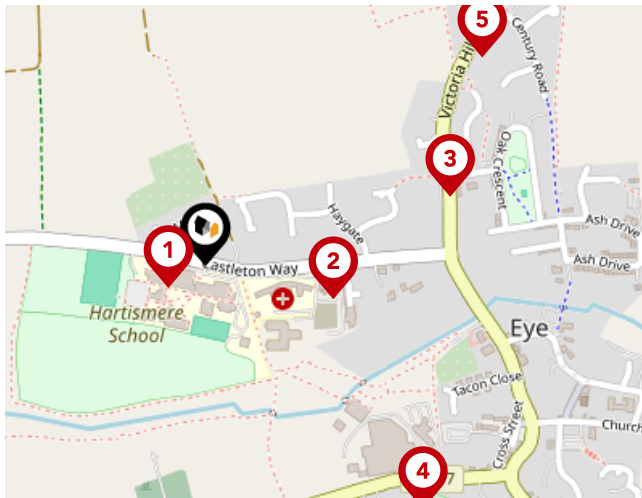 5
Century Road
Victoria Hill
3
Oak Crescent
Haygate
Ash Drive
1
2
Castleton Way
Ash Drive
Hartismere
School
Eye
Tacon Close
Cross Street
Church
4
7